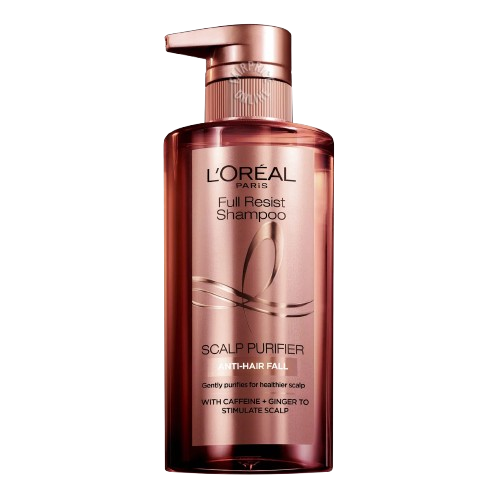 L'ORÉAL
PARIS
Full Resist
Shampoo
SCALP PURIFIER
ANTI-HAIR FALL
Gently purifies for healthier scalp
WITH CAFFEINE + GINGER TO
STIMULATE SCALP